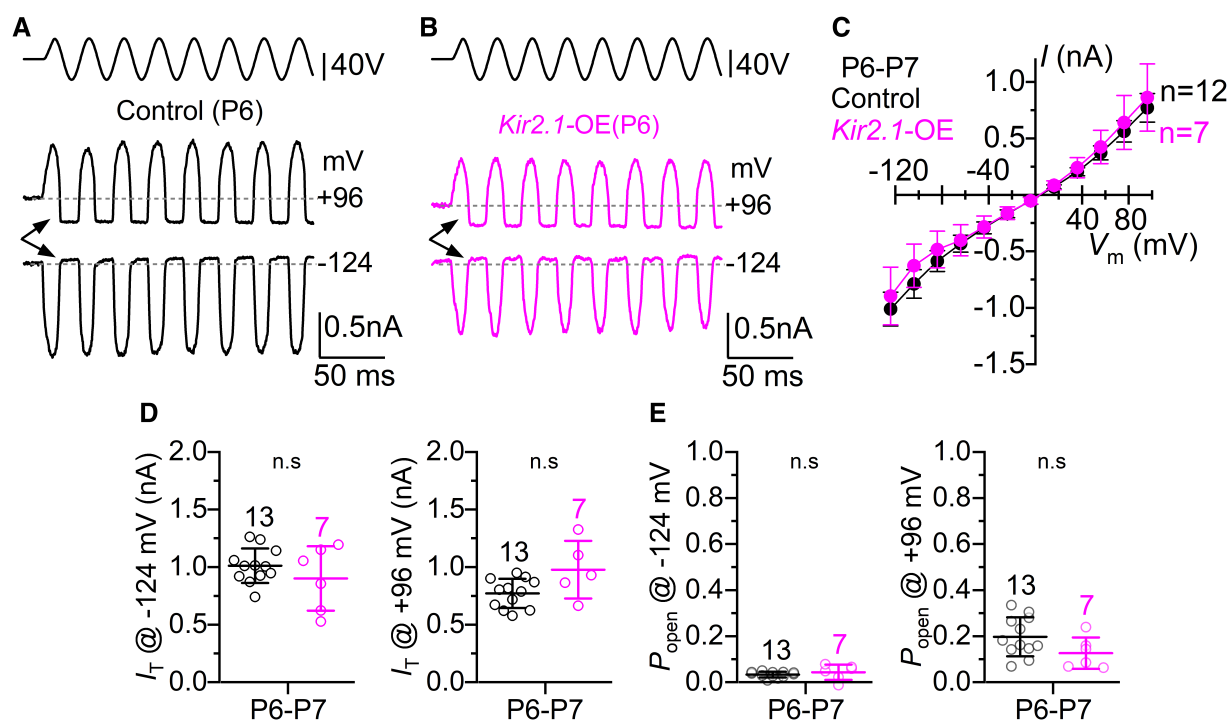 A
40V
Control (P6)
mV
+96
-124
0.5nA
50 ms
B
40V
Kir2.1-OE(P6)
mV
+96
-124
0.5nA
50 ms
C
P6-P7
Control
Kir2.1-OE
I (nA)
n=12
n=7
1.0
0.5
-120
-40
40
80
Vm (mV)
-0.5
-1.0
-1.5
D
IT @ -124 mV (nA)
2.0
1.5
1.0
0.5
0.0
n.s
13
7
P6-P7
IT @ +96 mV (nA)
2.0
1.5
1.0
0.5
0.0
n.s
13
7
P6-P7
E
Popen @ -124 mV
1.0
0.8
0.6
0.4
0.2
0.0
n.s
13
7
P6-P7
Popen @ +96 mV
1.0
0.8
0.6
0.4
0.2
0.0
n.s
13
7
P6-P7